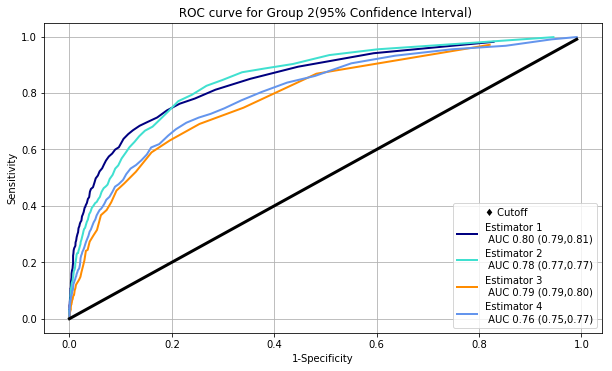 ROC curve for Group 2(95% Confidence Interval)
1.0
0.8
0.6
0.4
0.2
0.0
Sensitivity
0.0 0.2 0.4 0.6 0.8 1.0
1-Specificity
♦ Cutoff
Estimator 1
AUC 0.80 (0.79,0.81)
Estimator 2
AUC 0.78 (0.77,0.77)
Estimator 3
AUC 0.79 (0.79,0.80)
Estimator 4
AUC 0.76 (0.75,0.77)